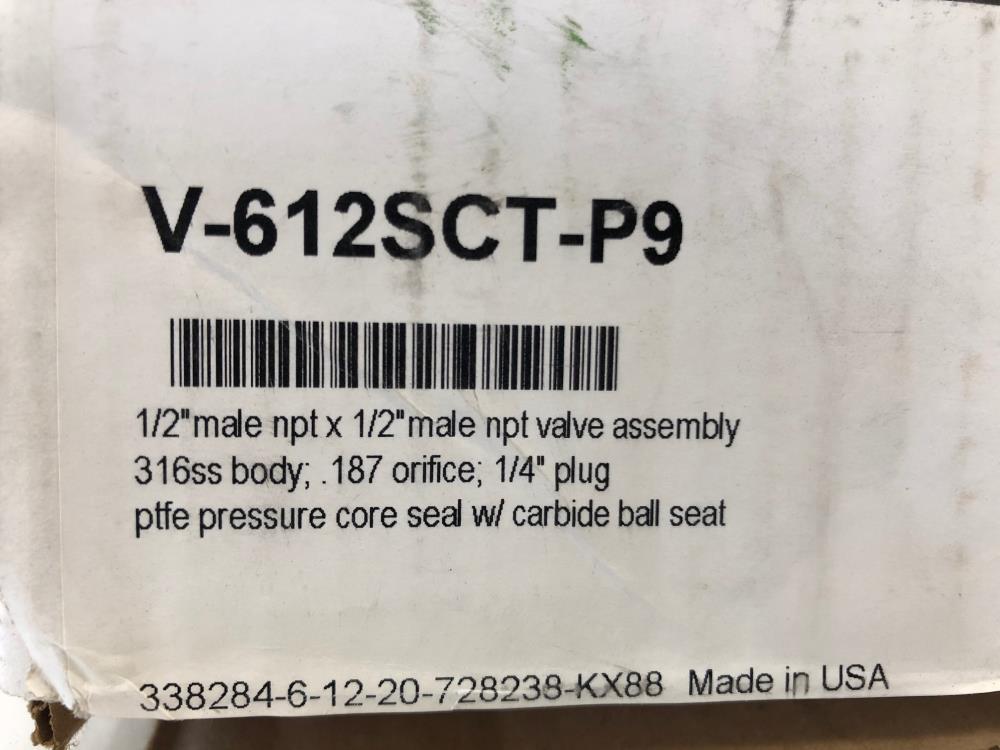 V-612SCT-P9
1/2"male npt x 1/2"male npt valve assembly
316ss body; .187 orifice; 1/4" plug
ptfe pressure core seal w/ carbide ball seat
338284-6-12-20-728238-KX88 Made in USA